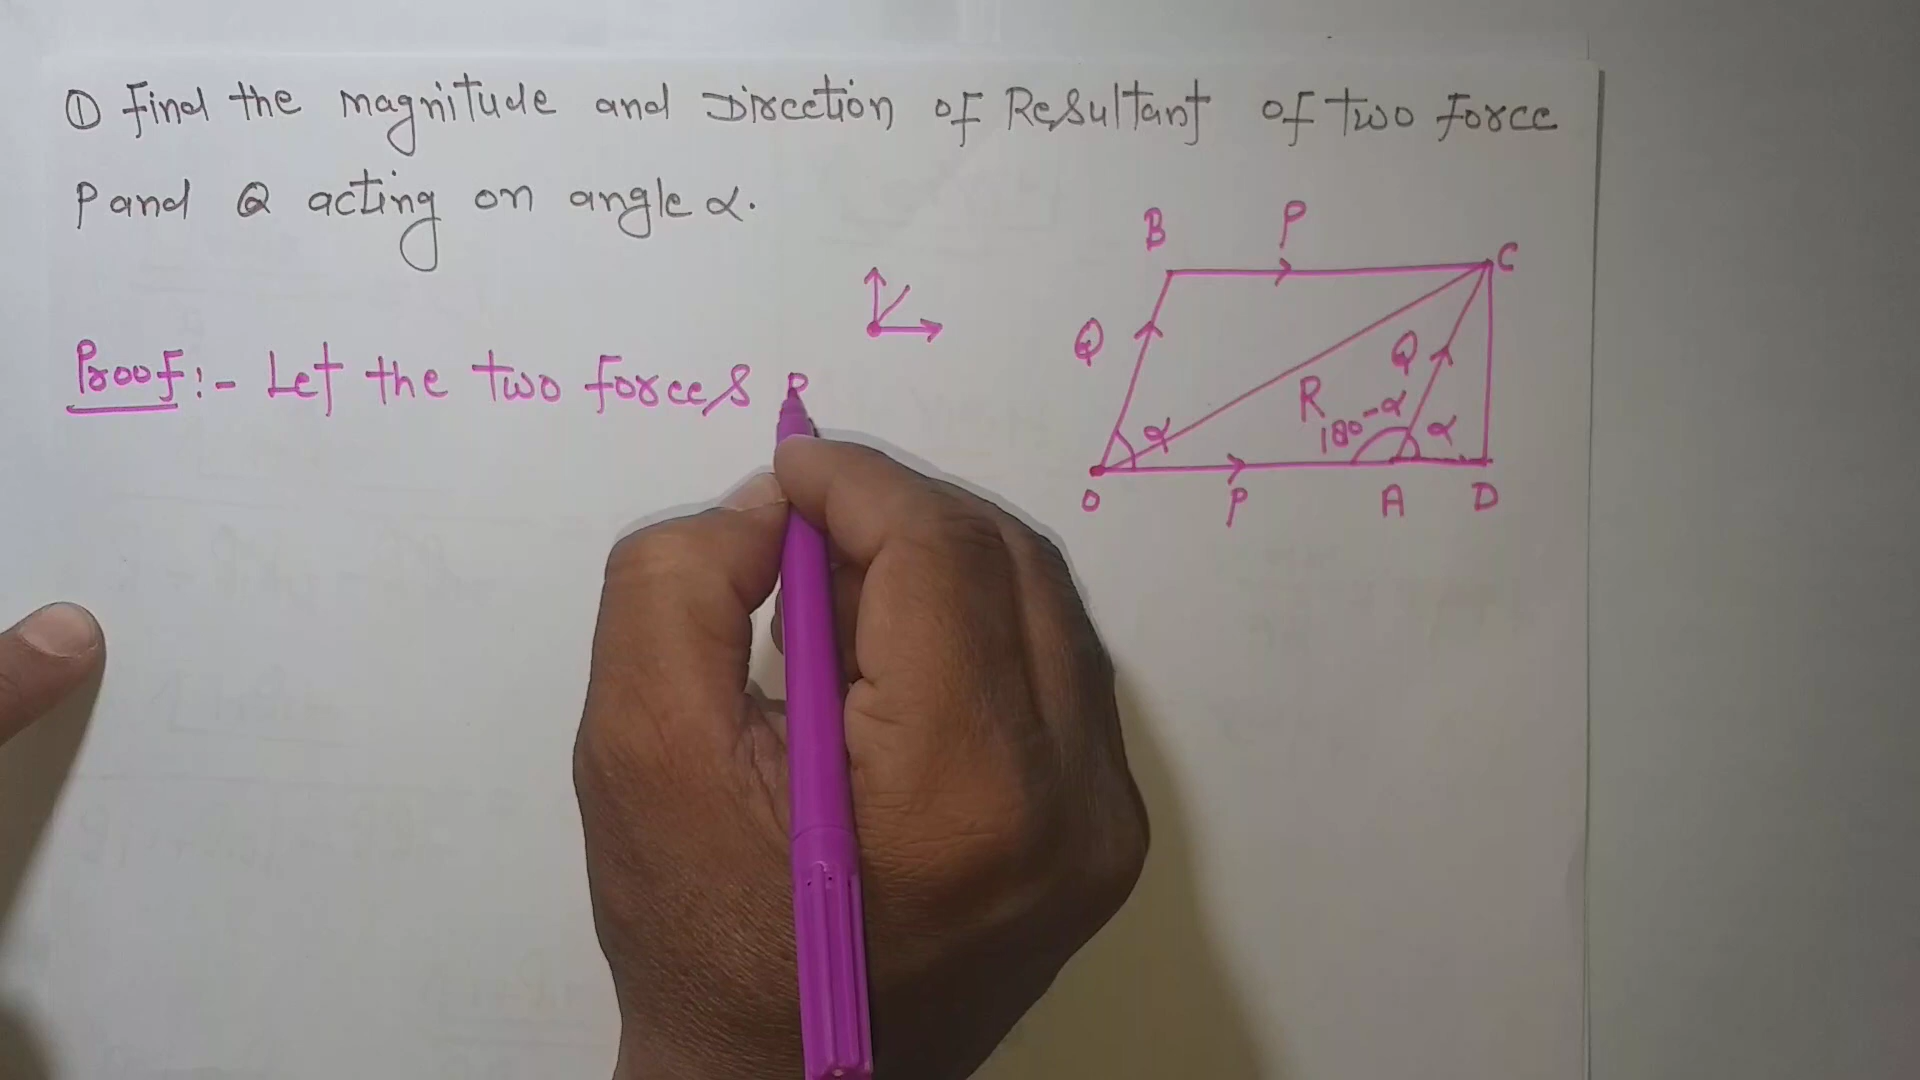 ① Find the magnitude and Direction of Resultant of two force
P and Q acting on angle α.
Proof:- Let the two forces P
B P C
Q Q
R
180-α α
α
O P A D